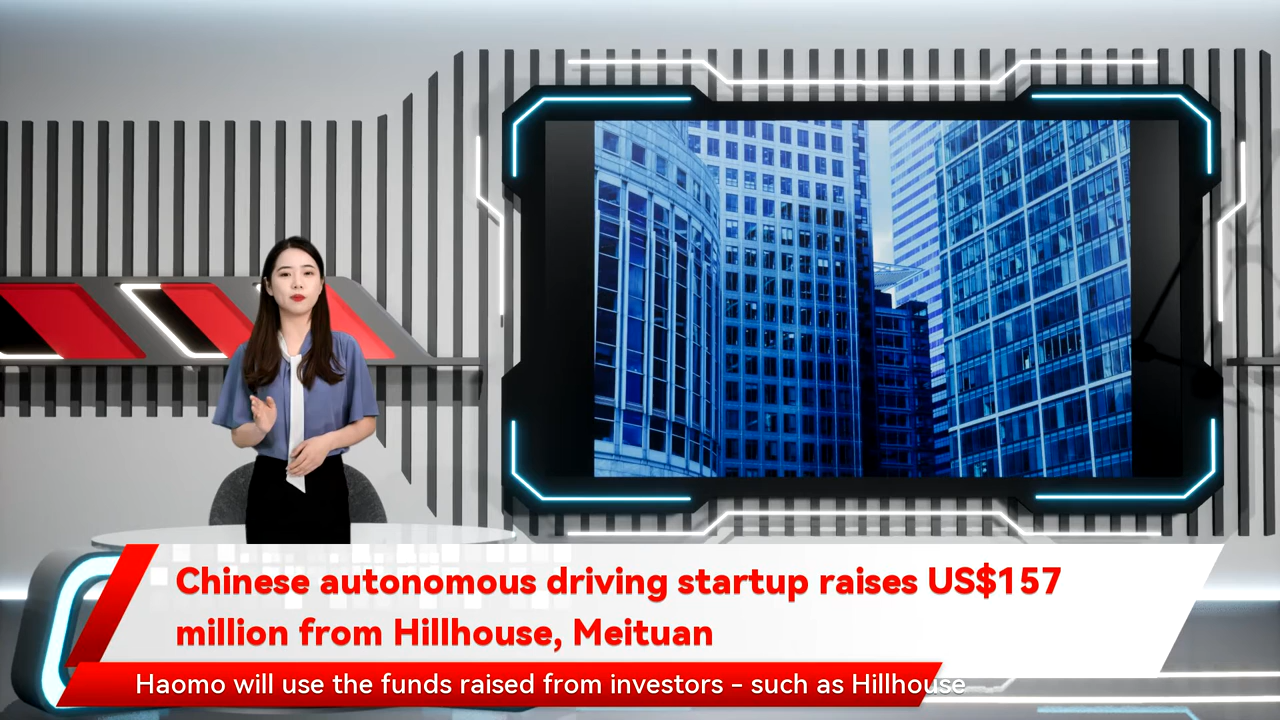 Chinese autonomous driving startup raises US$157
million from Hillhouse, Meituan
Haomo will use the funds raised from investors - such as Hillhouse